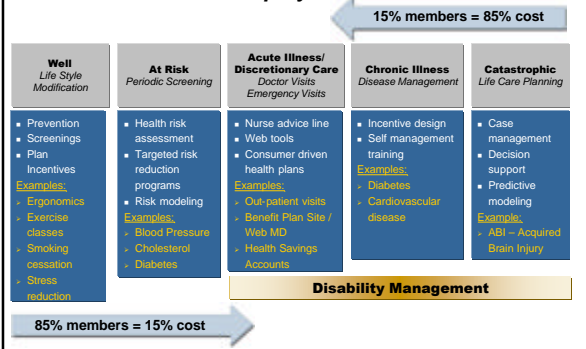 15% members = 85% cost
Well
Life Style
Modification
At Risk
Periodic Screening
Acute Illness/
Discretionary Care
Doctor Visits
Emergency Visits
Chronic Illness
Disease Management
Catastrophic
Life Care Planning
▪ Prevention
▪ Screenings
▪ Plan
Incentives
Examples:
➢ Ergonomics
➢ Exercise
classes
➢ Smoking
cessation
➢ Stress
reduction
▪ Health risk
assessment
▪ Targeted risk
reduction
programs
▪ Risk modeling
Examples:
➢ Blood Pressure
➢ Cholesterol
➢ Diabetes
▪ Nurse advice line
▪ Web tools
▪ Consumer driven
health plans
Examples:
➢ Out-patient visits
➢ Benefit Plan Site /
Web MD
➢ Health Savings
Accounts
▪ Incentive design
▪ Self management
training
Examples:
➢ Diabetes
➢ Cardiovascular
disease
▪ Case
management
▪ Decision
support
▪ Predictive
modeling
Example:
➢ ABI – Acquired
Brain Injury
Disability Management
85% members = 15% cost